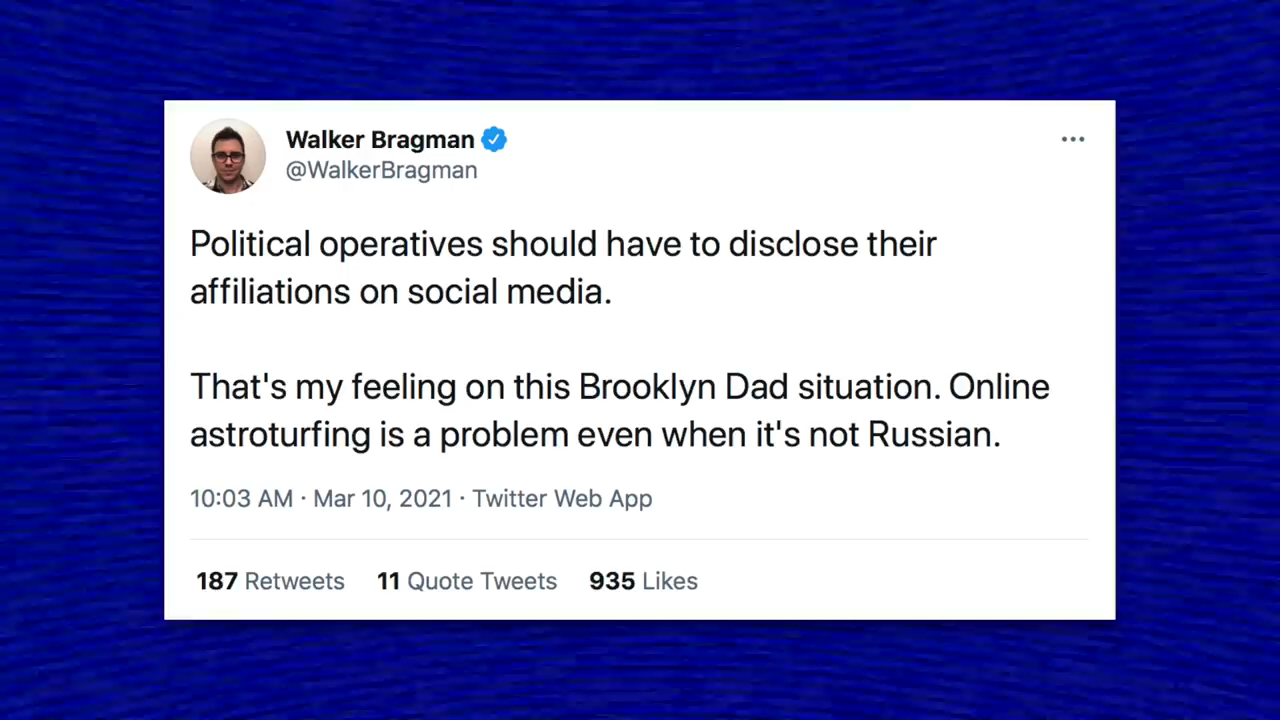 Walker Bragman
@WalkerBragman
Political operatives should have to disclose their
affiliations on social media.
That's my feeling on this Brooklyn Dad situation. Online
astroturfing is a problem even when it's not Russian.
10:03 AM · Mar 10, 2021 · Twitter Web App
187 Retweets 11 Quote Tweets 935 Likes